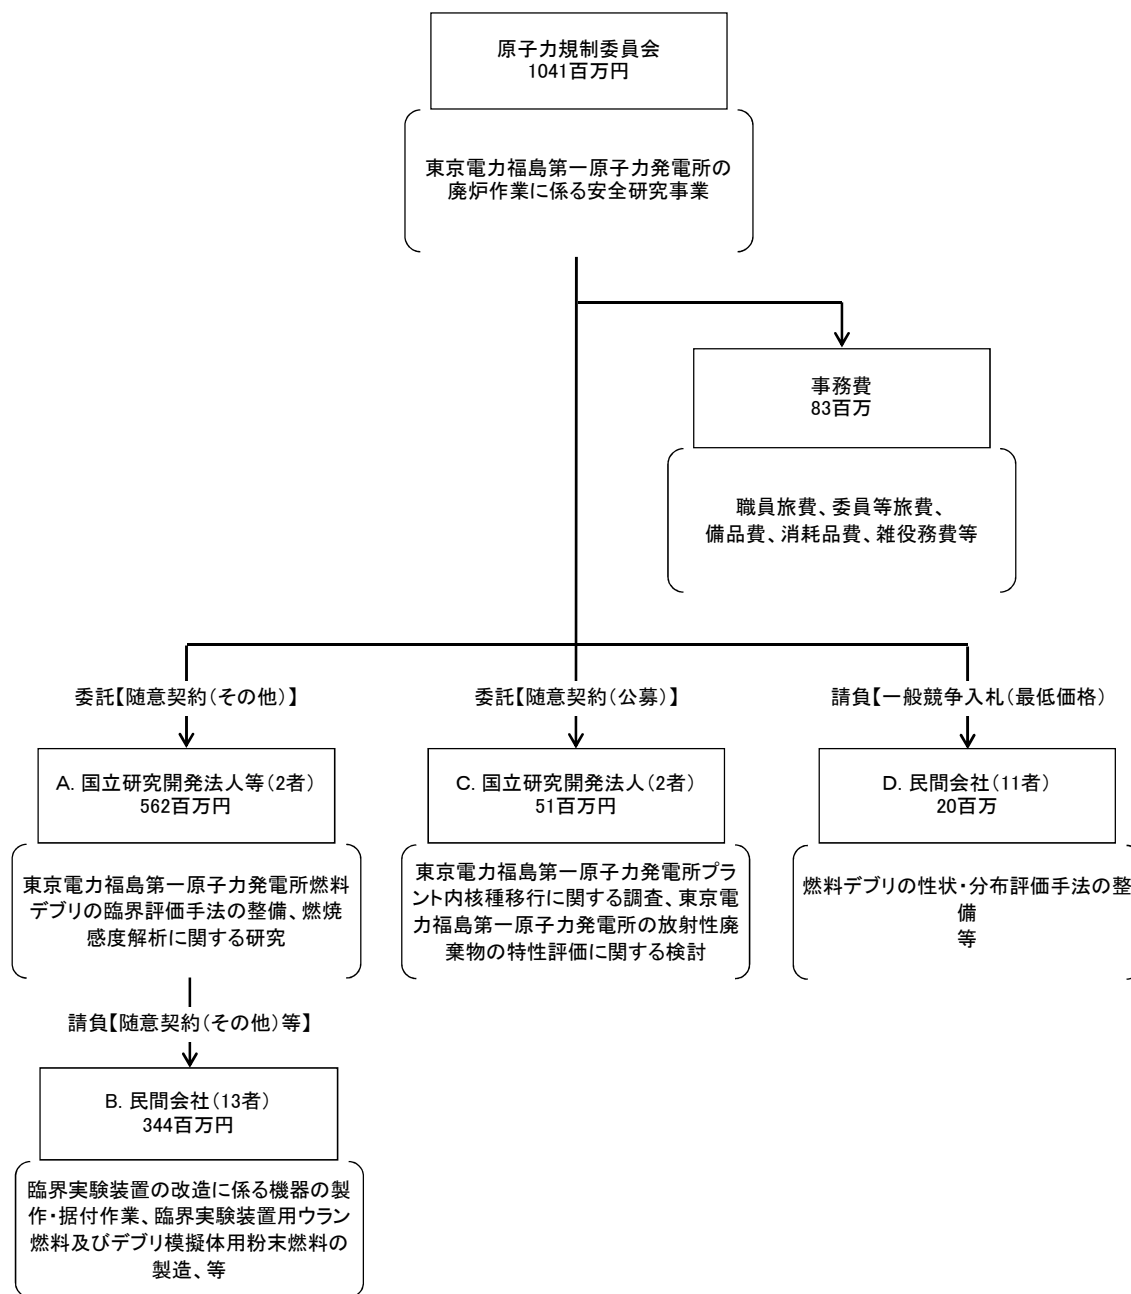 原子力規制委員会
1041百万円
東京電力福島第一原子力発電所の
廃炉作業に係る安全研究事業
事務費
83百万
職員旅費、委員等旅費、
備品費、消耗品費、雑役務費等
委託【随意契約(その他)】
委託【随意契約(公募)】
請負【一般競争入札(最低価格)
A. 国立研究開発法人等(2者)
562百万円
C. 国立研究開発法人(2者)
51百万円
D. 民間会社(11者)
20百万
東京電力福島第一原子力発電所燃料
デブリの臨界評価手法の整備、燃焼
感度解析に関する研究
東京電力福島第一原子力発電所プラ
ント内核種移行に関する調査、東京電
力福島第一原子力発電所の放射性廃
棄物の特性評価に関する検討
燃料デブリの性状・分布評価手法の整
備
等
請負【随意契約(その他)等】
B. 民間会社(13者)
344百万円
臨界実験装置の改造に係る機器の製
作・据付作業、臨界実験装置用ウラン
燃料及びデブリ模擬体用粉末燃料の
製造、等